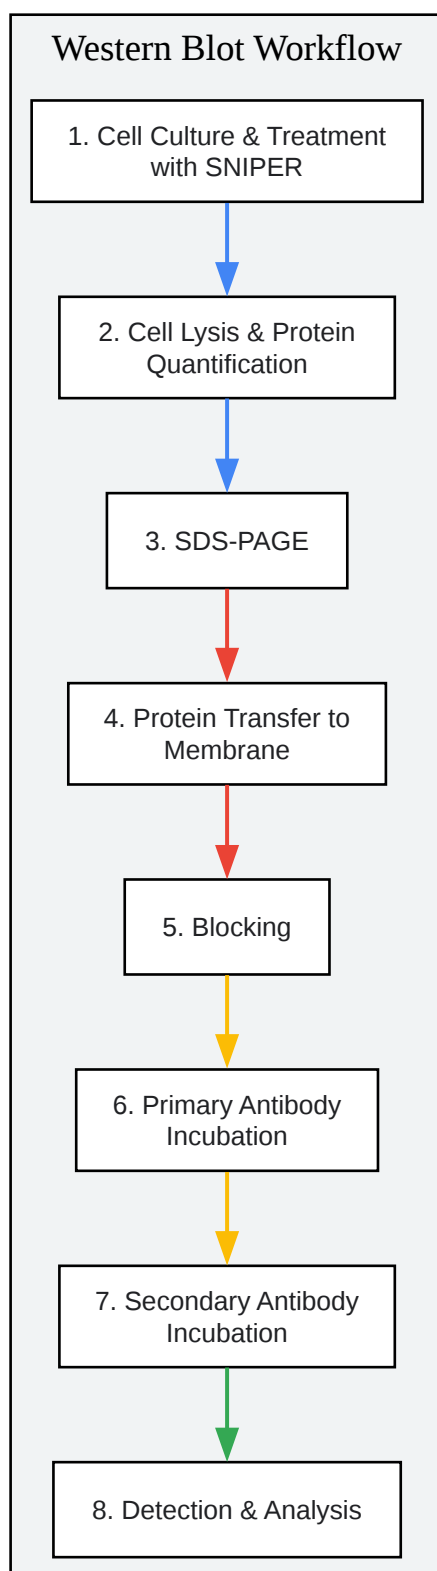 Western Blot Workflow
1. Cell Culture & Treatment
with SNIPER
2. Cell Lysis & Protein
Quantification
3. SDS-PAGE
4. Protein Transfer to
Membrane
5. Blocking
6. Primary Antibody
Incubation
7. Secondary Antibody
Incubation
8. Detection & Analysis